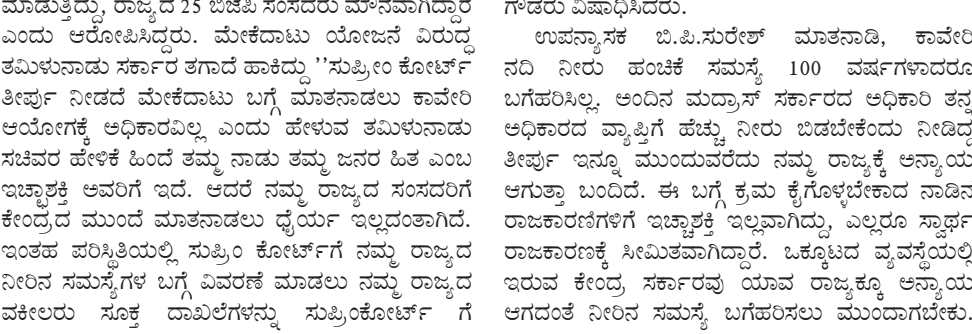 ಮಾಡುತ್ತಿದ್ದು, ರಾಜ್ಯದ 25 ಬಿಜೆಪಿ ಸಂಸದರು ಮೌನವಾಗಿದ್ದಾರೆ
ಎಂದು ಆರೋಪಿಸಿದ್ದರು. ಮೇಕೆದಾಟು ಯೋಜನೆ ವಿರುದ್ಧ
ತಮಿಳುನಾಡು ಸರ್ಕಾರ ತಗಾದೆ ಹಾಕಿದ್ದು ''ಸುಪ್ರೀಂ ಕೋರ್ಟ್
ತೀರ್ಪು ನೀಡದೆ ಮೇಕೆದಾಟು ಬಗ್ಗೆ ಮಾತನಾಡಲು ಕಾವೇರಿ
ಆಯೋಗಕ್ಕೆ ಅಧಿಕಾರವಿಲ್ಲ ಎಂದು ಹೇಳುವ ತಮಿಳುನಾಡು
ಸಚಿವರ ಹೇಳಿಕೆ ಹಿಂದೆ ತಮ್ಮ ನಾಡು ತಮ್ಮ ಜನರ ಹಿತ ಎಂಬ
ಇಚ್ಛಾಶಕ್ತಿ ಅವರಿಗೆ ಇದೆ. ಆದರೆ ನಮ್ಮ ರಾಜ್ಯದ ಸಂಸದರಿಗೆ
ಕೇಂದ್ರದ ಮುಂದೆ ಮಾತನಾಡಲು ಧೈರ್ಯ ಇಲ್ಲದಂತಾಗಿದೆ.
ಇಂತಹ ಪರಿಸ್ಥಿತಿಯಲ್ಲಿ ಸುಪ್ರಿಂ ಕೋರ್ಟ್‌ಗೆ ನಮ್ಮ ರಾಜ್ಯದ
ನೀರಿನ ಸಮಸ್ಯೆಗಳ ಬಗ್ಗೆ ವಿವರಣೆ ಮಾಡಲು ನಮ್ಮ ರಾಜ್ಯದ
ವಕೀಲರು ಸೂಕ್ತ ದಾಖಲೆಗಳನ್ನು ಸುಪ್ರಿಂಕೋರ್ಟ್ ಗೆ
ಗೌಡರು ವಿಷಾಧಿಸಿದರು.
ಉಪನ್ಯಾಸಕ ಬಿ.ಪಿ.ಸುರೇಶ್ ಮಾತನಾಡಿ, ಕಾವೇರಿ
ನದಿ ನೀರು ಹಂಚಿಕೆ ಸಮಸ್ಯೆ 100 ವರ್ಷಗಳಾದರೂ
ಬಗೆಹರಿಸಿಲ್ಲ. ಅಂದಿನ ಮದ್ರಾಸ್ ಸರ್ಕಾರದ ಅಧಿಕಾರಿ ತನ್ನ
ಅಧಿಕಾರದ ವ್ಯಾಪ್ತಿಗೆ ಹೆಚ್ಚು ನೀರು ಬಿಡಬೇಕೆಂದು ನೀಡಿದ್ದ
ತೀರ್ಪು ಇನ್ನೂ ಮುಂದುವರೆದು ನಮ್ಮ ರಾಜ್ಯಕ್ಕೆ ಅನ್ಯಾಯ
ಆಗುತ್ತಾ ಬಂದಿದೆ. ಈ ಬಗ್ಗೆ ಕ್ರಮ ಕೈಗೊಳ್ಳಬೇಕಾದ ನಾಡಿನ
ರಾಜಕಾರಣಿಗಳಿಗೆ ಇಚ್ಛಾಶಕ್ತಿ ಇಲ್ಲವಾಗಿದ್ದು, ಎಲ್ಲರೂ ಸ್ವಾರ್ಥ
ರಾಜಕಾರಣಕ್ಕೆ ಸೀಮಿತವಾಗಿದ್ದಾರೆ. ಒಕ್ಕೂಟದ ವ್ಯವಸ್ಥೆಯಲ್ಲಿ
ಇರುವ ಕೇಂದ್ರ ಸರ್ಕಾರವು ಯಾವ ರಾಜ್ಯಕ್ಕೂ ಅನ್ಯಾಯ
ಆಗದಂತೆ ನೀರಿನ ಸಮಸ್ಯೆ ಬಗೆಹರಿಸಲು ಮುಂದಾಗಬೇಕು.